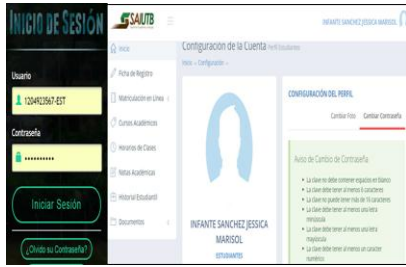 INICIO DE SESIÓN
Usuario
1204923567-EST
Contraseña
Iniciar Sesión
¿Olvido su Contraseña?
SAIUTB
INFANTE SANCHEZ JESSICA MARISOL
Inicio
Ficha de Registro
Matriculación en Línea
Cursos Académicos
Horarios de Clases
Notas Académicas
Historial Estudiantil
Documentos
Configuración de la Cuenta Perfil Estudiantes
Inicio - Configuración -
INFANTE SANCHEZ JESSICA
MARISOL
ESTUDIANTES
CONFIGURACIÓN DEL PERFIL
Cambiar Foto Cambiar Contraseña
Aviso de Cambio de Contraseña
La clave no debe contener espacios en blanco
La clave debe tener al menos 8 caracteres
La clave no puede tener más de 16 caracteres
La clave debe tener al menos una letra
minúscula
La clave debe tener al menos una letra
mayúscula
La clave debe tener al menos un caracter
numérico